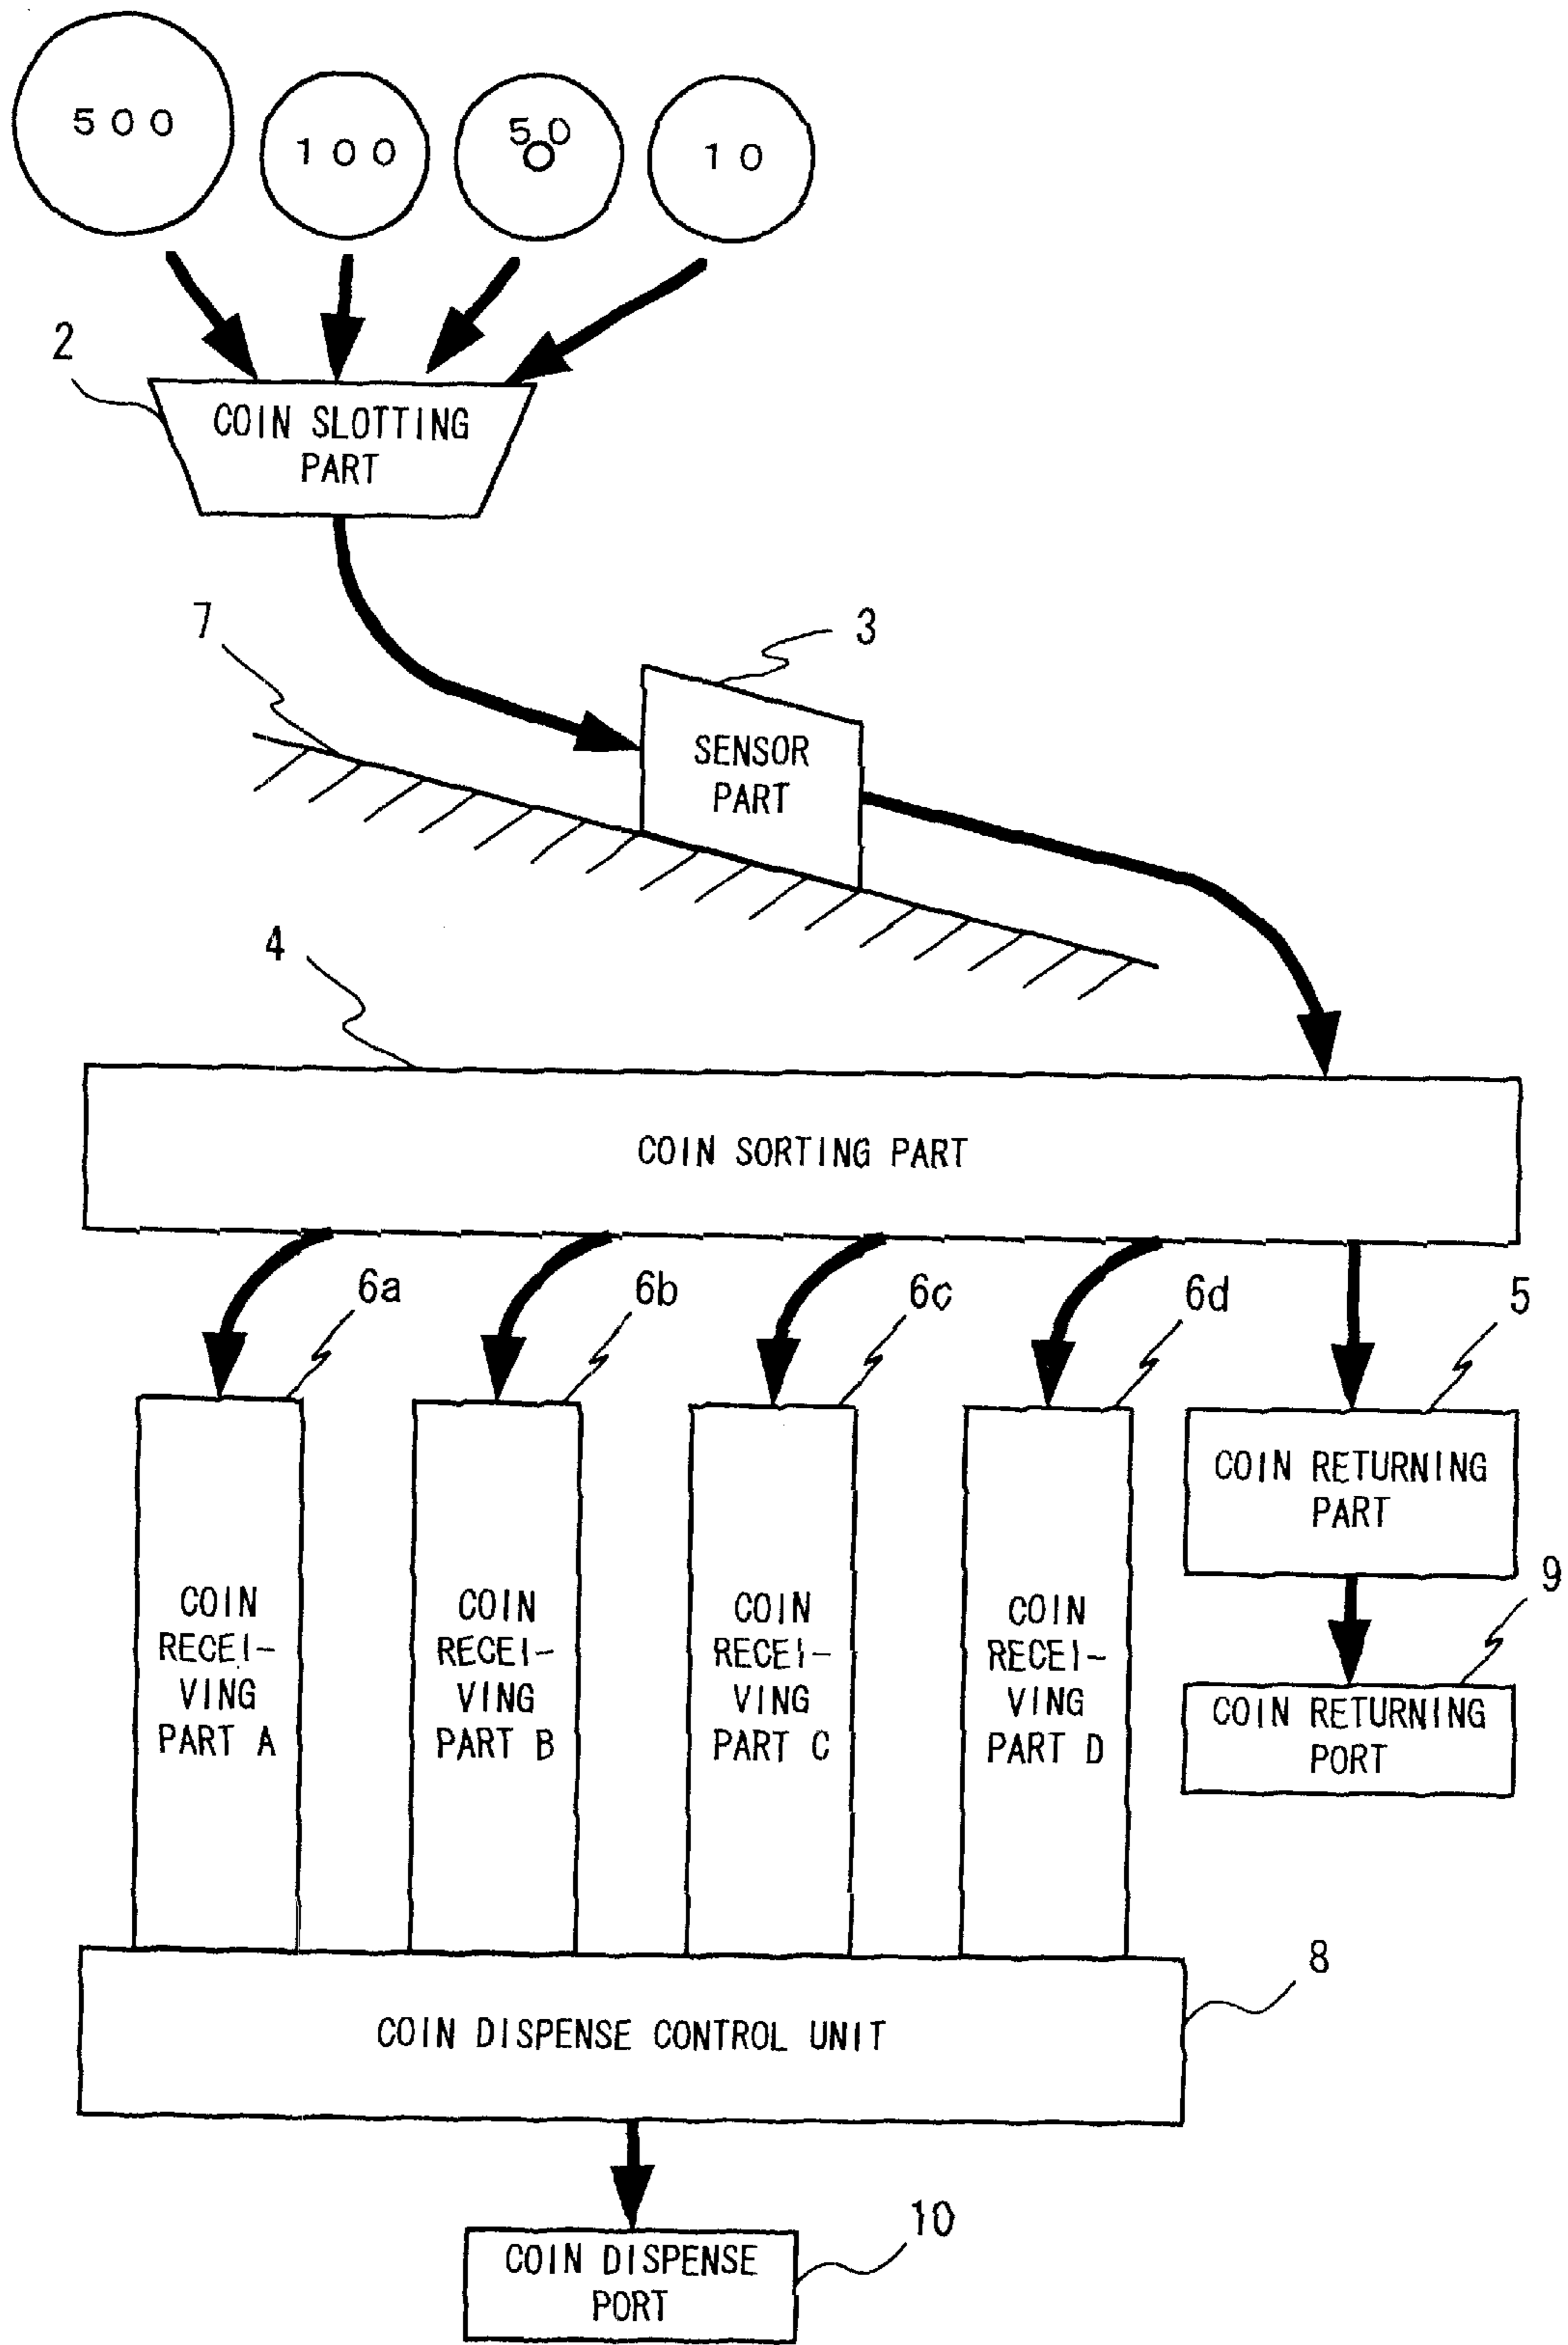 500
100
50
10
2
COIN SLOTTING
PART
7
3
SENSOR
PART
4
COIN SORTING PART
6a
6b
6c
6d
5
COIN RETURNING
PART
9
COIN
RECEI-
VING
PART A
COIN
RECEI-
VING
PART B
COIN
RECEI-
VING
PART C
COIN
RECEI-
VING
PART D
COIN RETURNING
PORT
8
COIN DISPENSE CONTROL UNIT
10
COIN DISPENSE
PORT